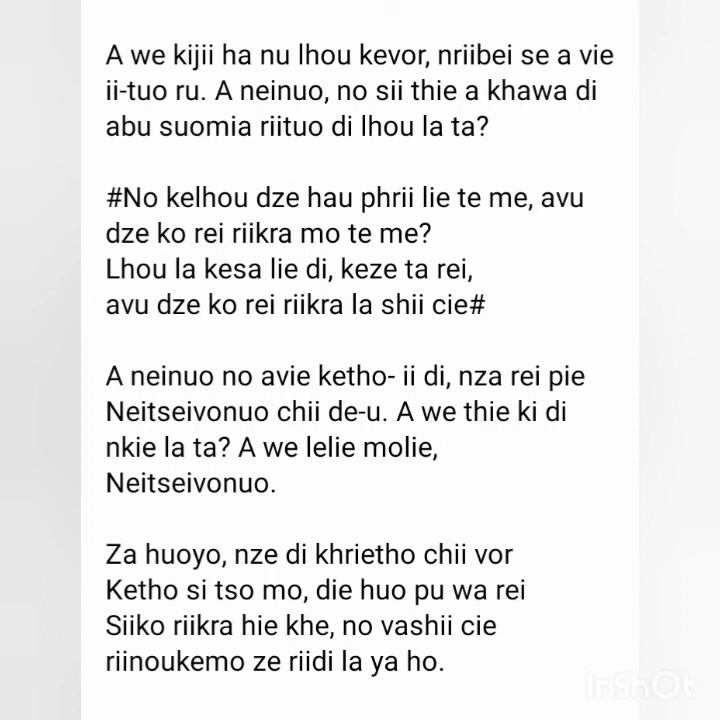 A we kijii ha nu lhou kevor, nriibei se a vie
ii-tuo ru. A neinuo, no sii thie a khawa di
abu suomia riituo di lhou la ta?
#No kelhou dze hau phrii lie te me, avu
dze ko rei riikra mo te me?
Lhou la kesa lie di, keze ta rei,
avu dze ko rei riikra la shii cie#
A neinuo no avie ketho- ii di, nza rei pie
Neitseivonuo chii de-u. A we thie ki di
nkie la ta? A we lelie molie,
Neitseivonuo.
Za huoyo, nze di khrietho chii vor
Ketho si tso mo, die huo pu wa rei
Siiko riikra hie khe, no vashii cie
riinoukemo ze riidi la ya ho.
InShOt